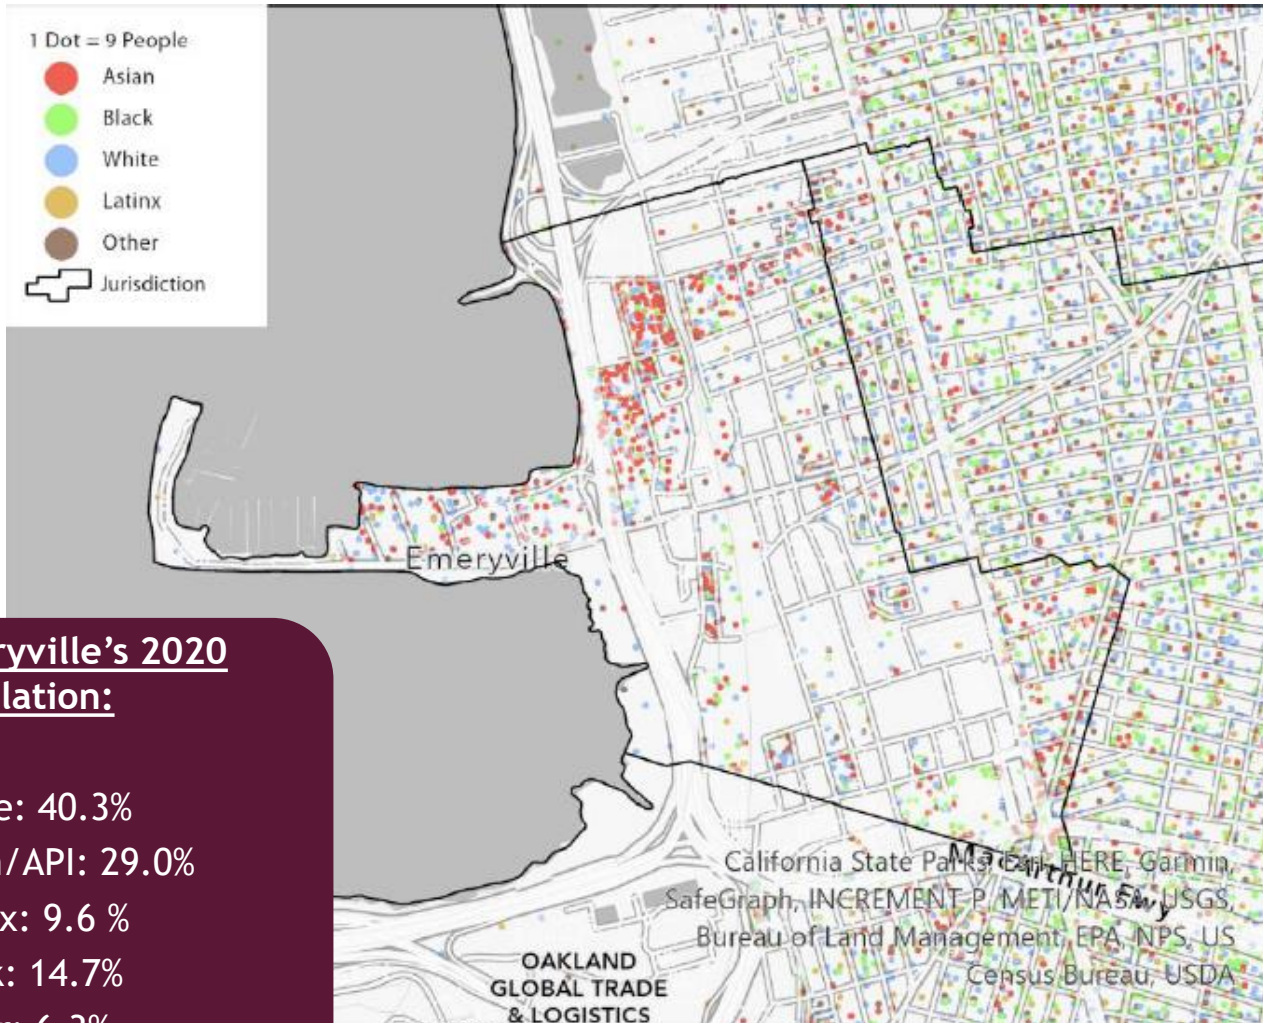 1 Dot = 9 People
Asian
Black
White
Latinx
Other
Jurisdiction
Emeryville
ryville’s 2020
lation:
e: 40.3%
/API: 29.0%
x: 9.6 %
k: 14.7%
6.3%
California State Parks, Esri, HERE, Garmin,
SafeGraph, INCREMENT P, METI/NASA, USGS,
Bureau of Land Management, EPA, NPS, US
Census Bureau, USDA
MacArthur Fwy
OAKLAND
GLOBAL TRADE
& LOGISTICS